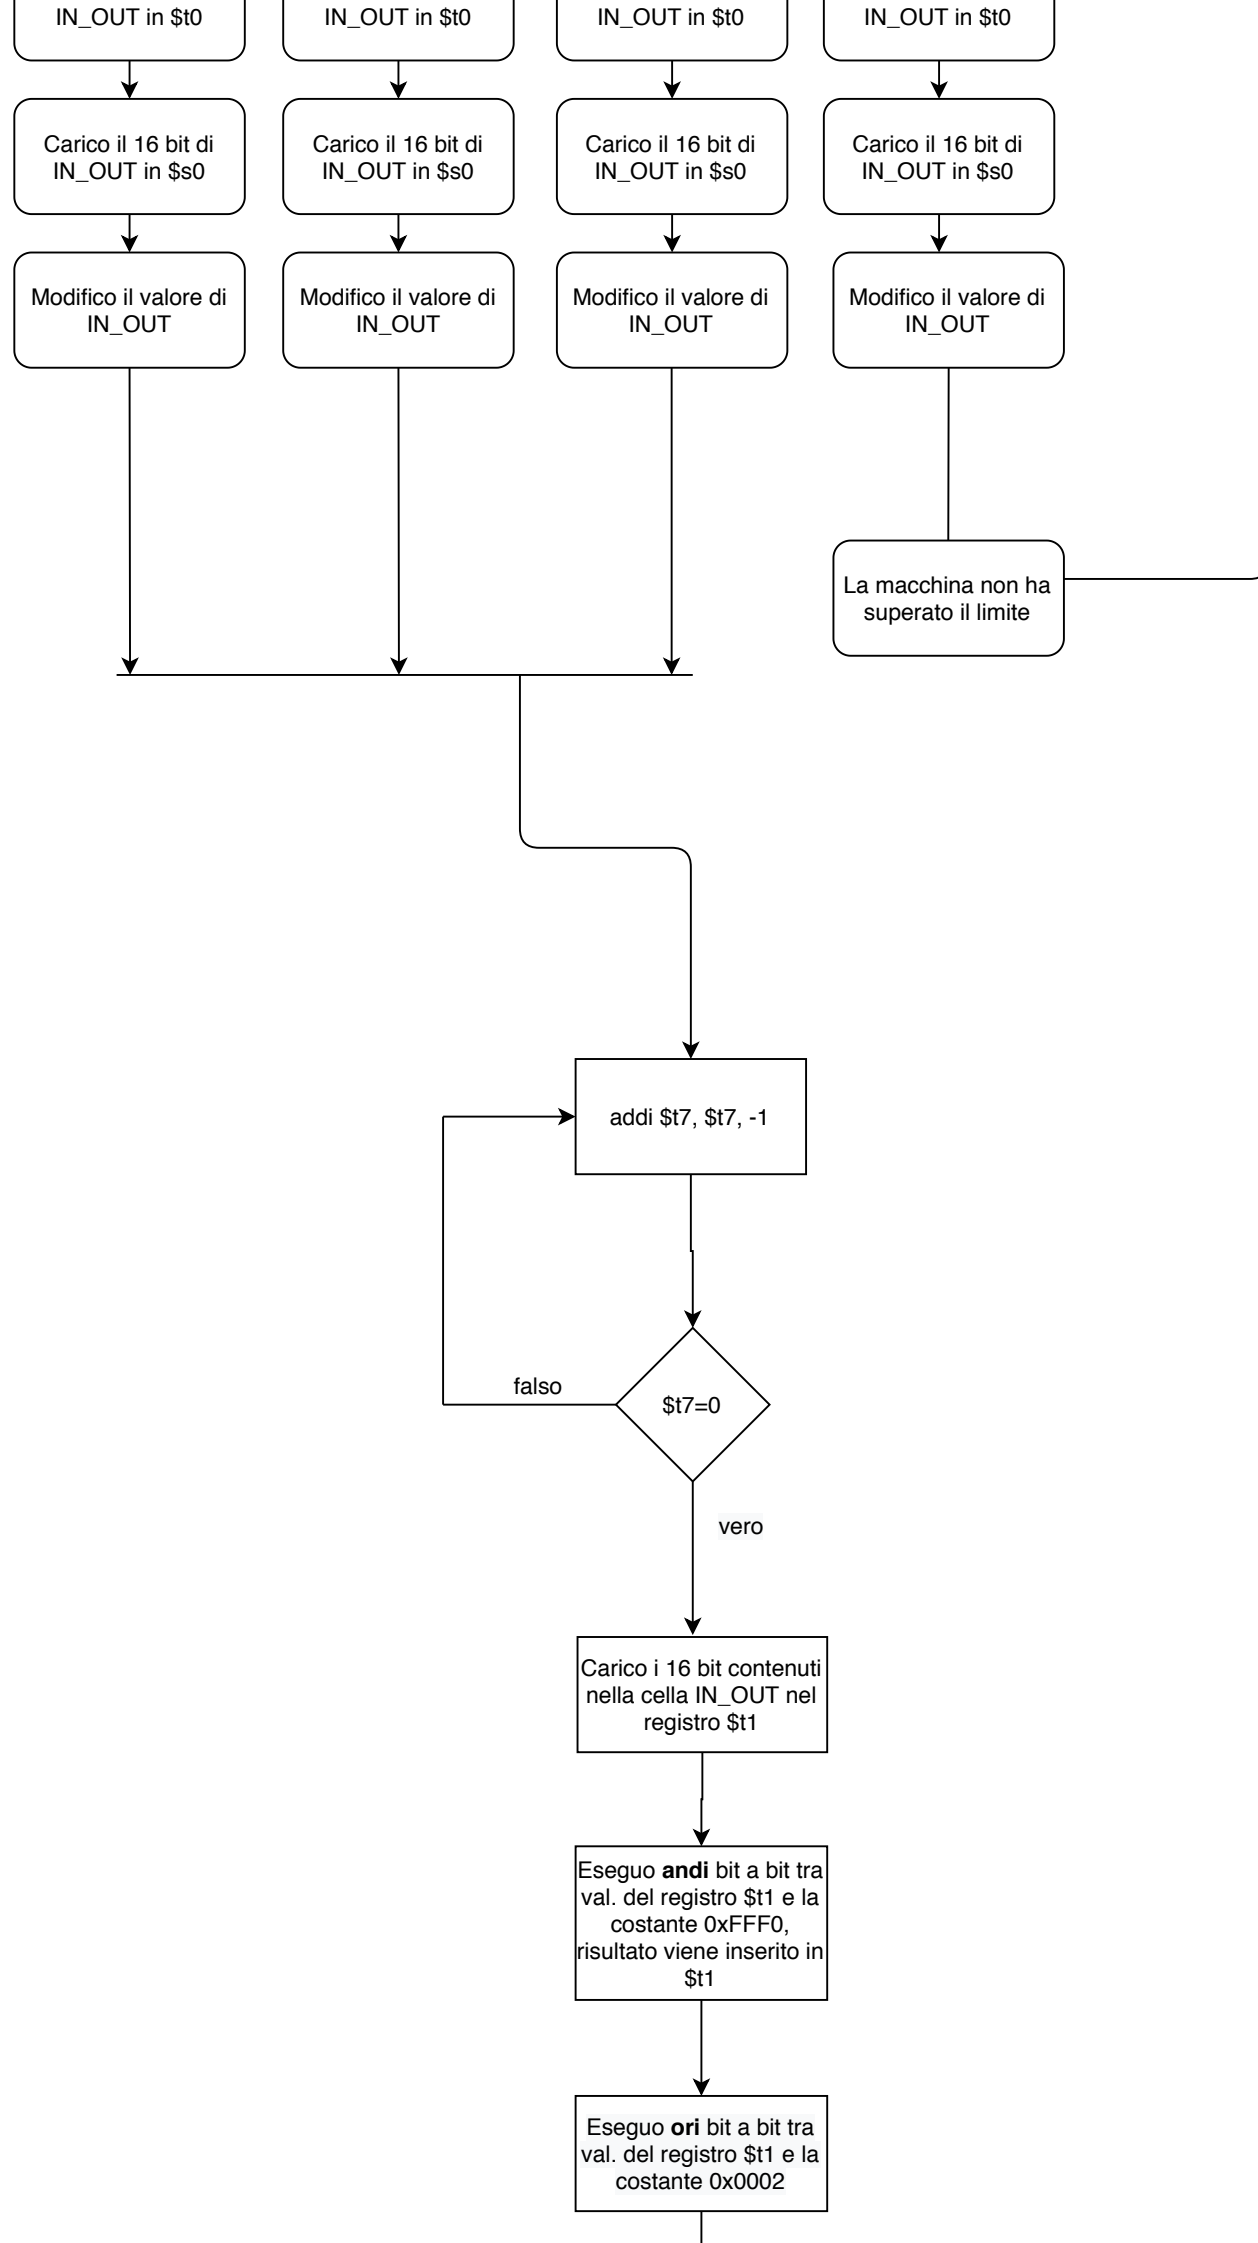 IN_OUT in $t0
IN_OUT in $t0
IN_OUT in $t0
IN_OUT in $t0
Carico il 16 bit di
IN_OUT in $s0
Carico il 16 bit di
IN_OUT in $s0
Carico il 16 bit di
IN_OUT in $s0
Carico il 16 bit di
IN_OUT in $s0
Modifico il valore di
IN_OUT
Modifico il valore di
IN_OUT
Modifico il valore di
IN_OUT
Modifico il valore di
IN_OUT
La macchina non ha
superato il limite
addi $t7, $t7, -1
falso
$t7=0
vero
Carico i 16 bit contenuti
nella cella IN_OUT nel
registro $t1
Eseguo andi bit a bit tra
val. del registro $t1 e la
costante 0xFFF0,
risultato viene inserito in
$t1
Eseguo ori bit a bit tra
val. del registro $t1 e la
costante 0x0002